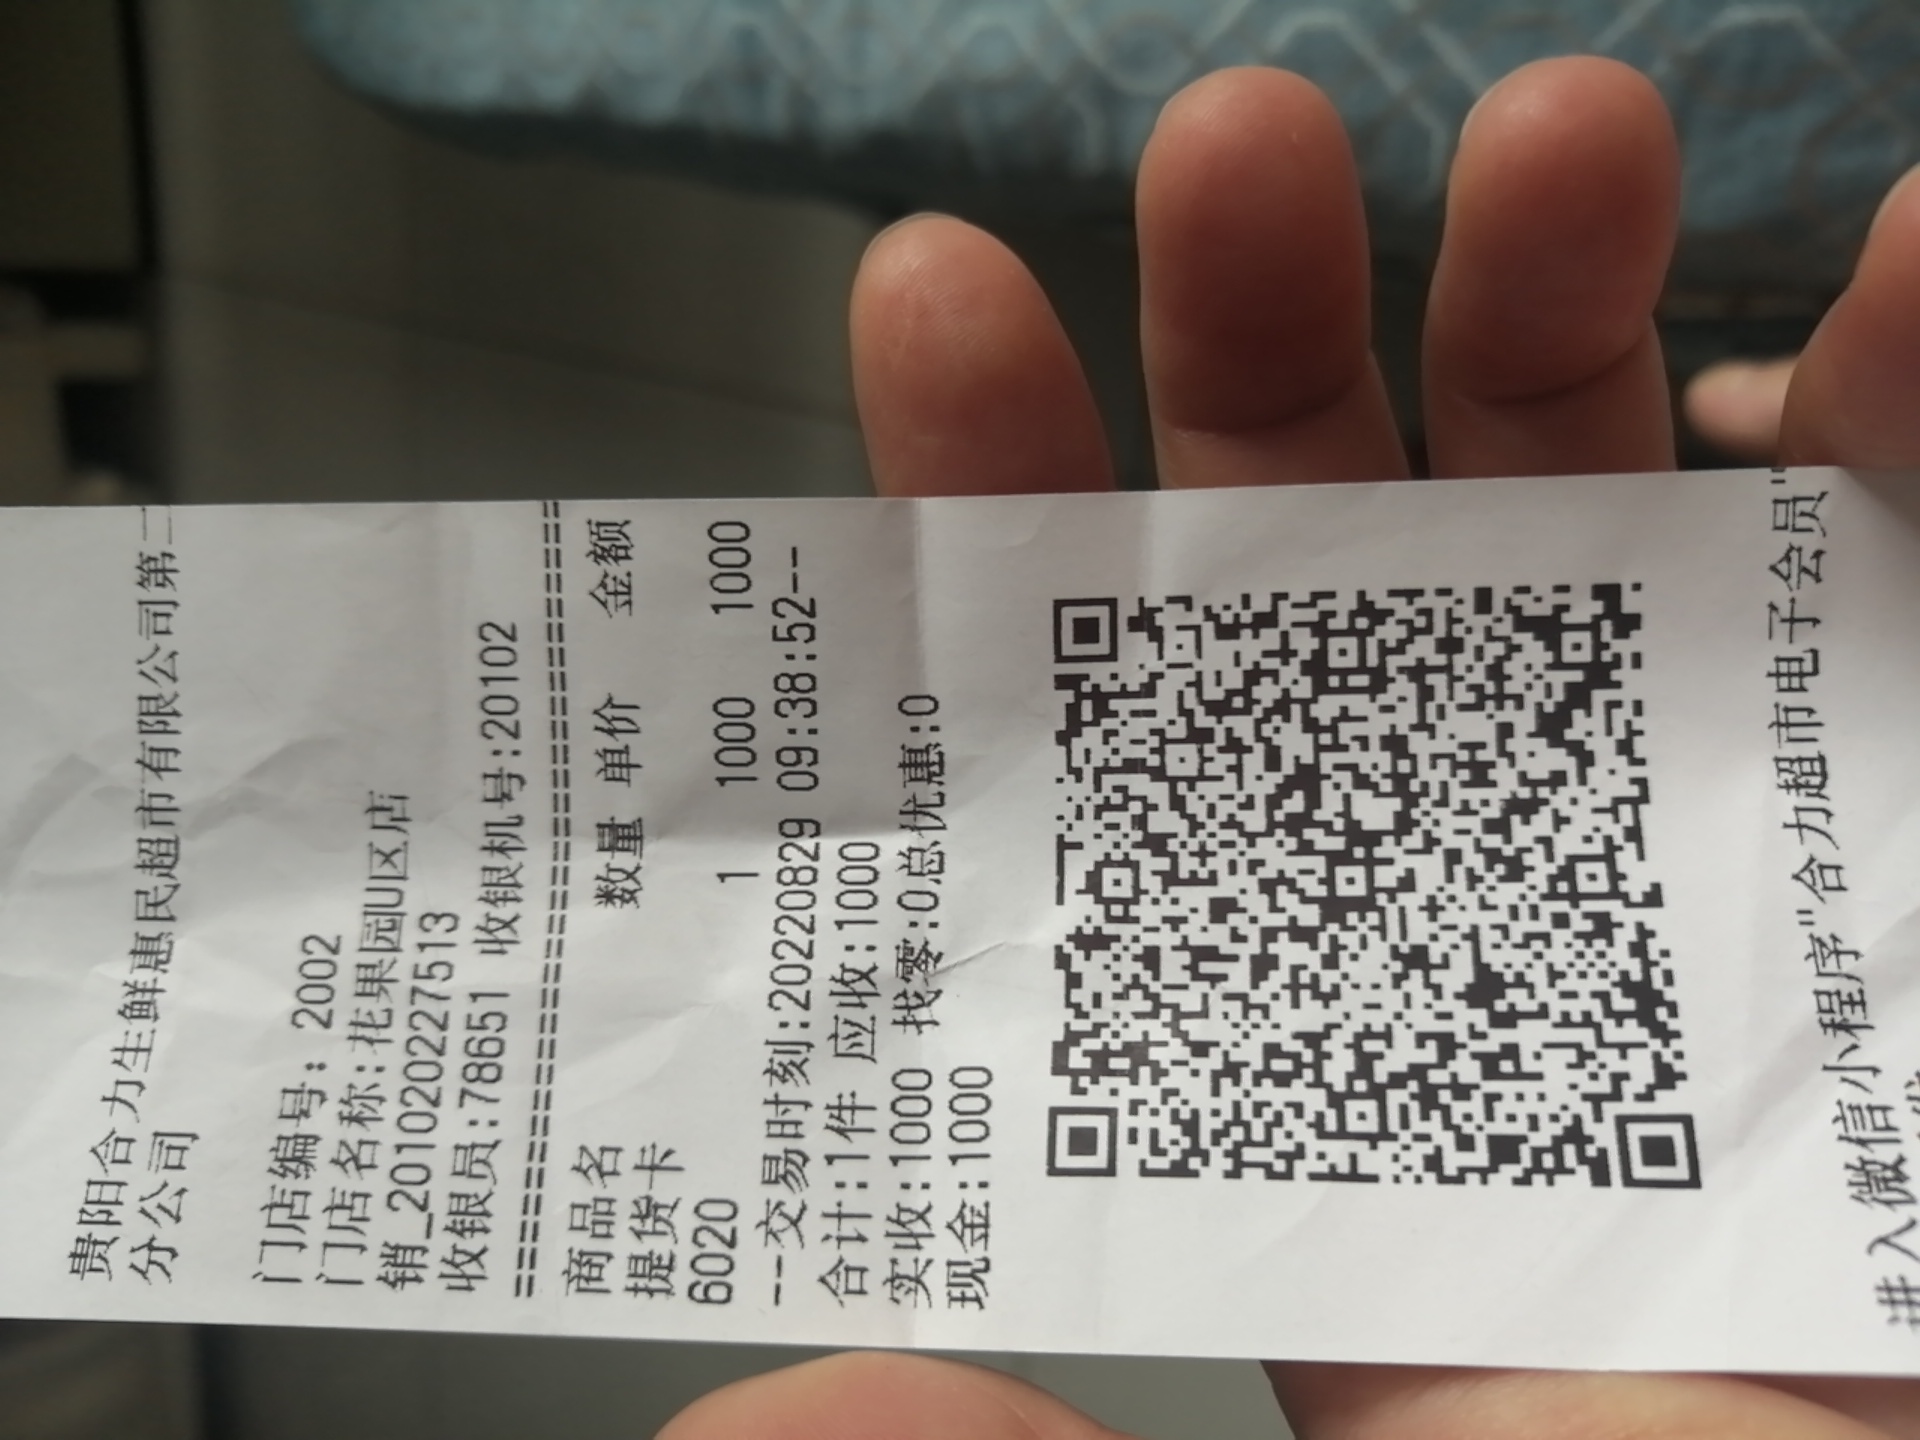 贵阳合力生鲜惠民超市有限公司第二
分公司
门店编号: 2002
门店名称:花果园U区店
销_20102022227513
收银员:78651 收银机号:20102
商品名 数量 单价 金额
提货卡
6020 1 1000 1000
--交易时刻:20220829 09:38:52--
合计:1件 应收:1000
实收:1000 找零:0总优惠:0
现金:1000
进入微信小程序"合力超市电子会员"